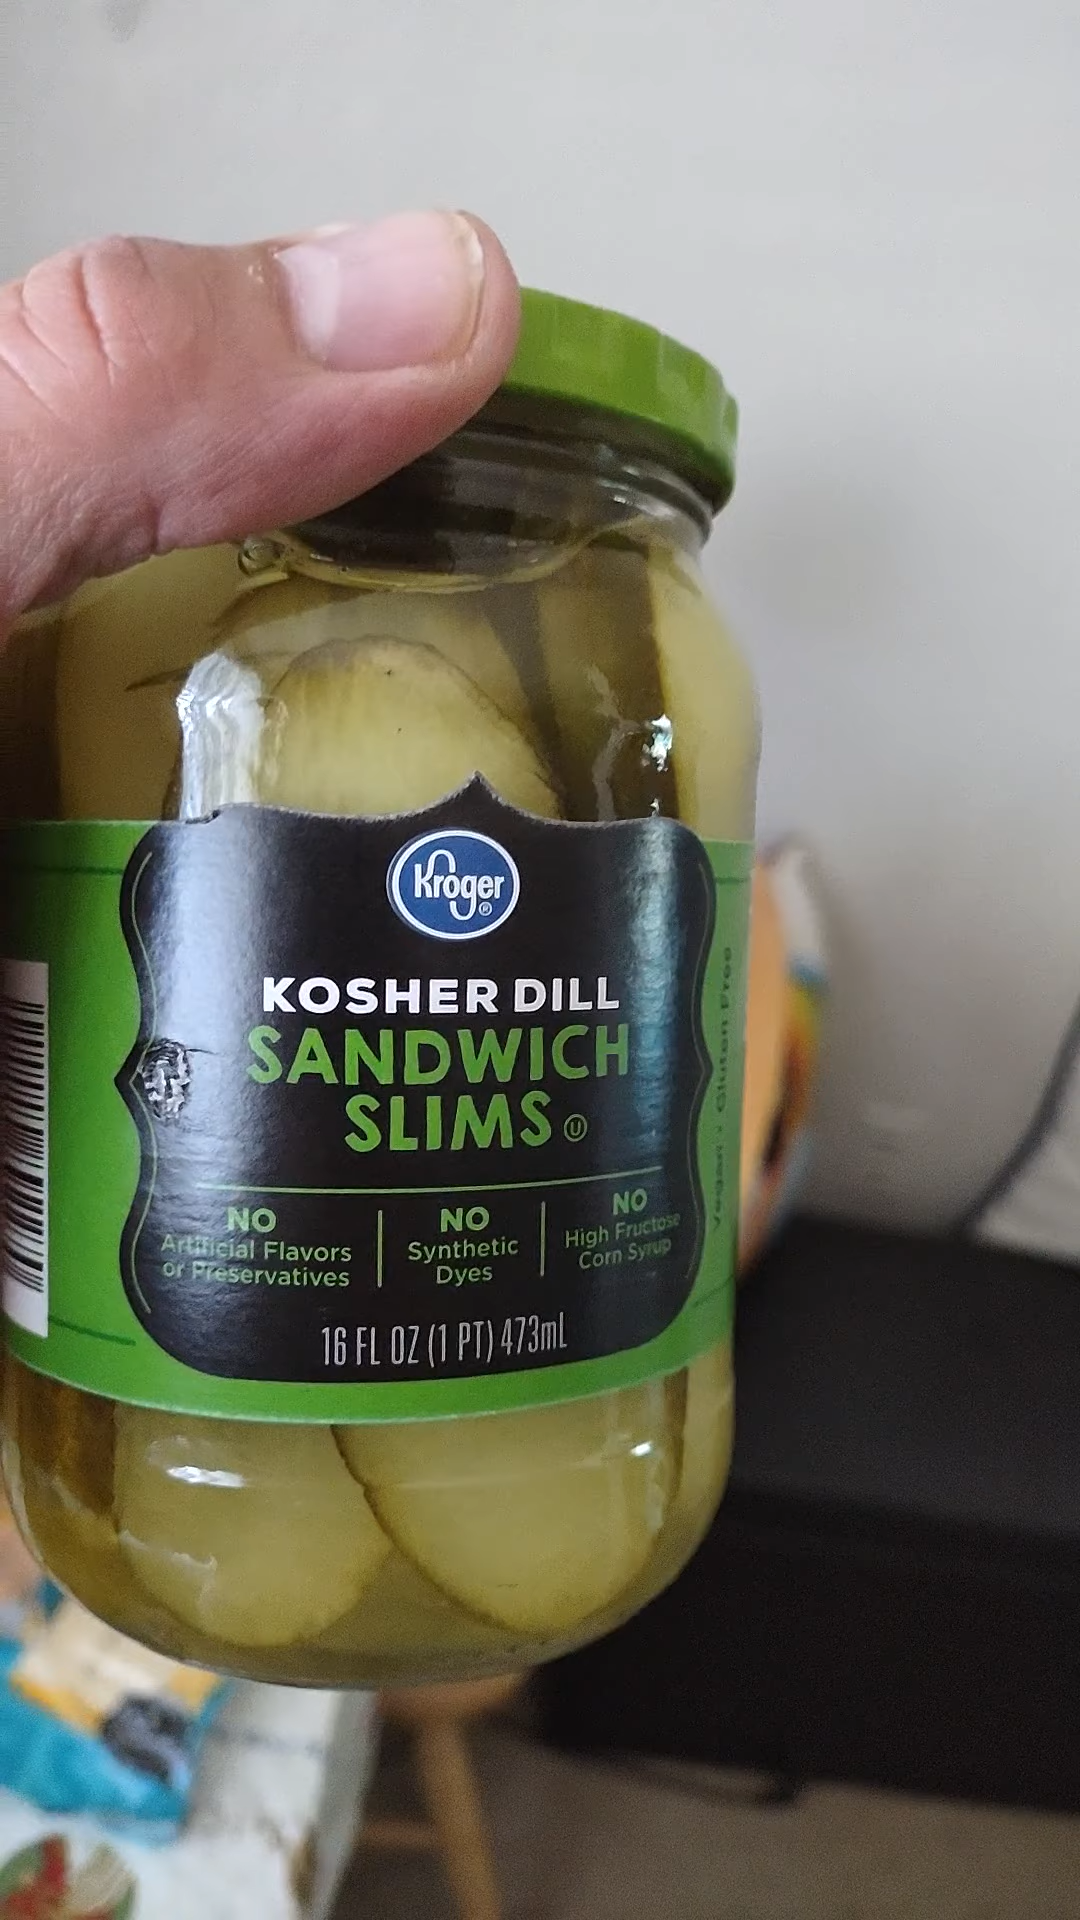 Kroger®
KOSHER DILL
SANDWICH
SLIMS Ⓤ
NO
Artificial Flavors
or Preservatives
NO
Synthetic
Dyes
NO
High Fructose
Corn Syrup
16 FL OZ (1 PT) 473mL
Vegan • Gluten Free